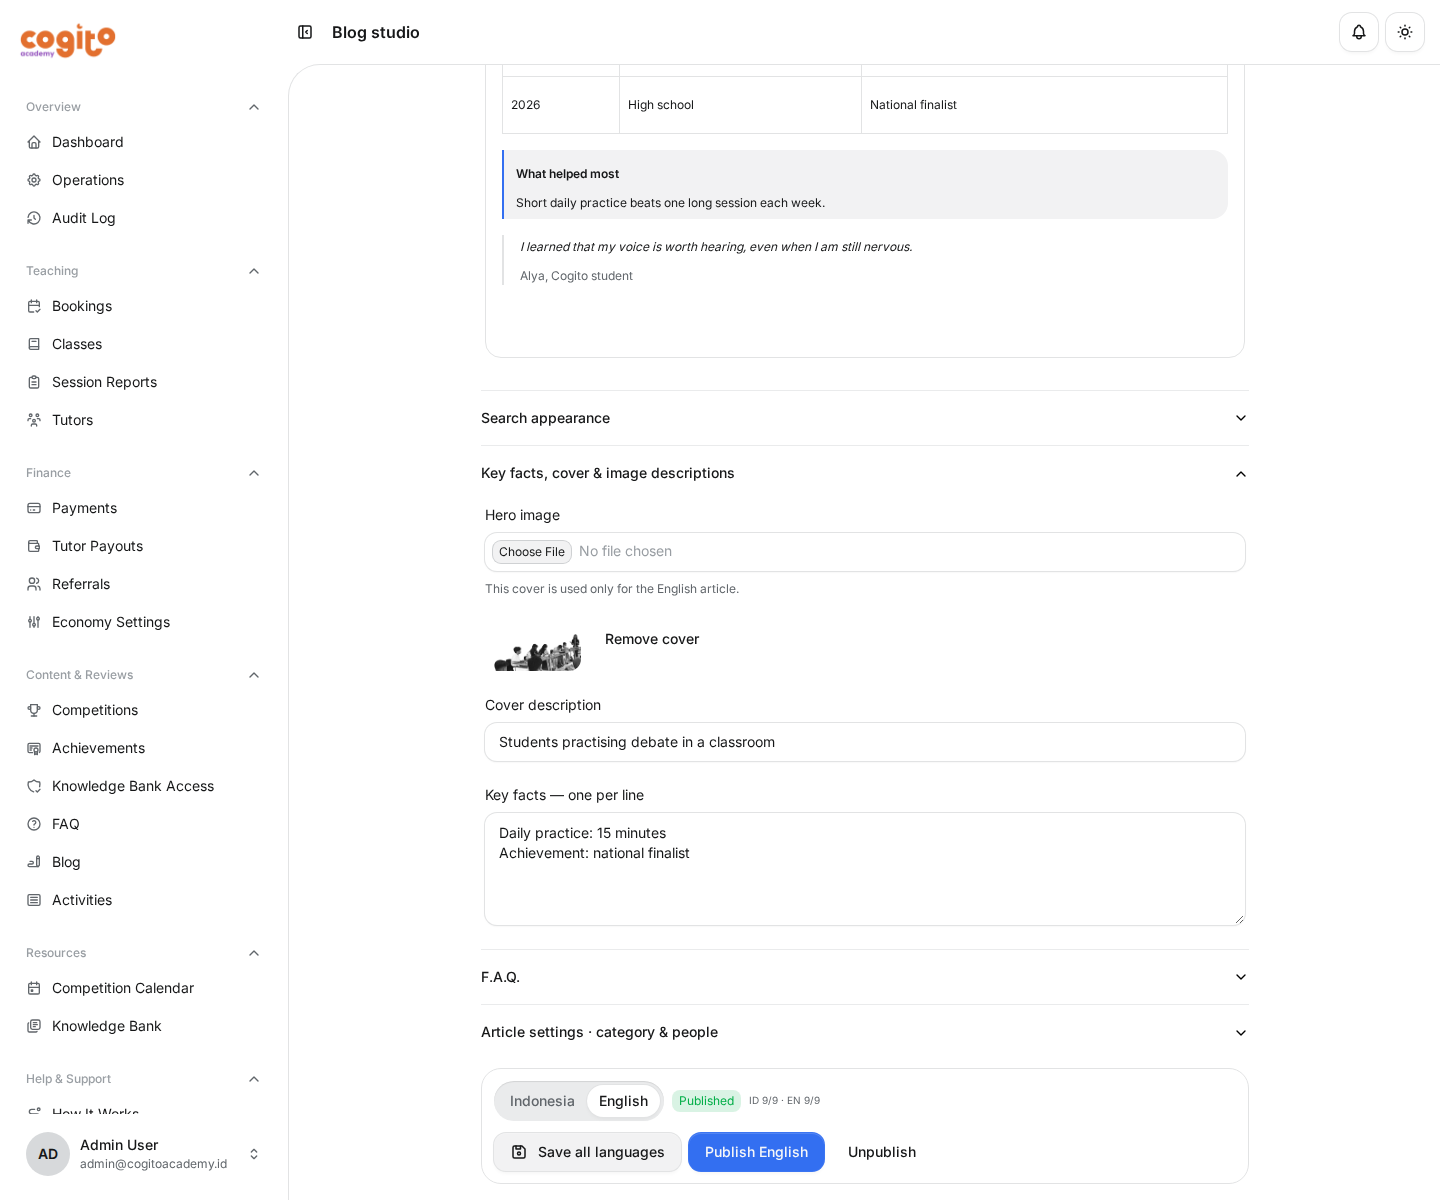 cogito
academy
Blog studio
Overview
Dashboard
Operations
Audit Log
Teaching
Bookings
Classes
Session Reports
Tutors
Finance
Payments
Tutor Payouts
Referrals
Economy Settings
Content & Reviews
Competitions
Achievements
Knowledge Bank Access
FAQ
Blog
Activities
Resources
Competition Calendar
Knowledge Bank
Help & Support
How It Works
AD
Admin User
admin@cogitoacademy.id
2026 High school National finalist
What helped most
Short daily practice beats one long session each week.
I learned that my voice is worth hearing, even when I am still nervous.
Alya, Cogito student
Search appearance
Key facts, cover & image descriptions
Hero image
Choose File No file chosen
This cover is used only for the English article.
Remove cover
Cover description
Students practising debate in a classroom
Key facts — one per line
Daily practice: 15 minutes
Achievement: national finalist
F.A.Q.
Article settings · category & people
Indonesia English Published ID 9/9 · EN 9/9
Save all languages Publish English Unpublish